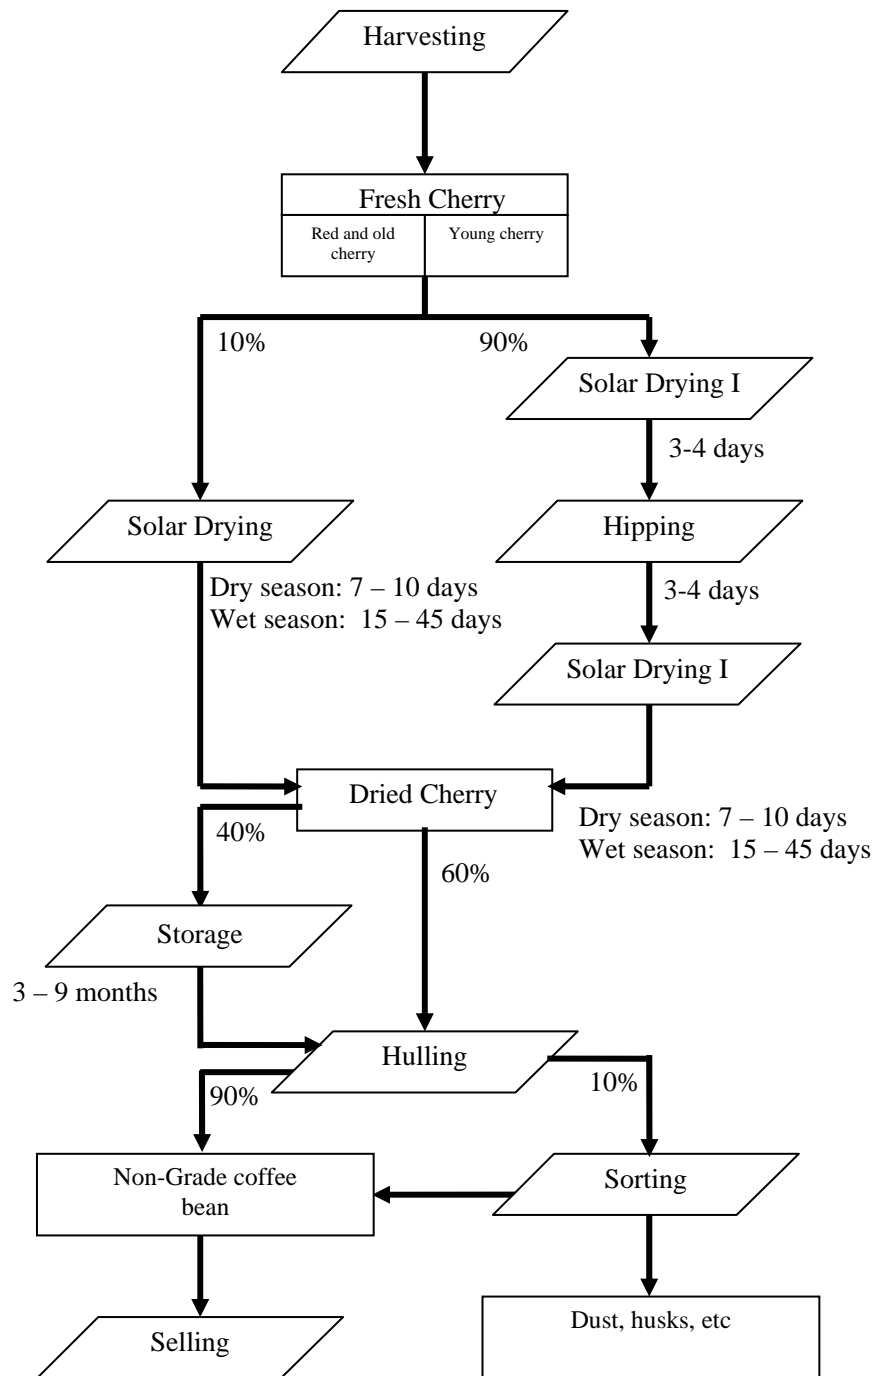 Harvesting
Fresh Cherry
Red and old
cherry
Young cherry
10%
90%
Solar Drying I
3-4 days
Solar Drying
Hipping
Dry season: 7 – 10 days
Wet season: 15 – 45 days
3-4 days
Solar Drying I
Dried Cherry
Dry season: 7 – 10 days
Wet season: 15 – 45 days
40%
60%
Storage
3 – 9 months
Hulling
90%
10%
Non-Grade coffee
bean
Sorting
Selling
Dust, husks, etc